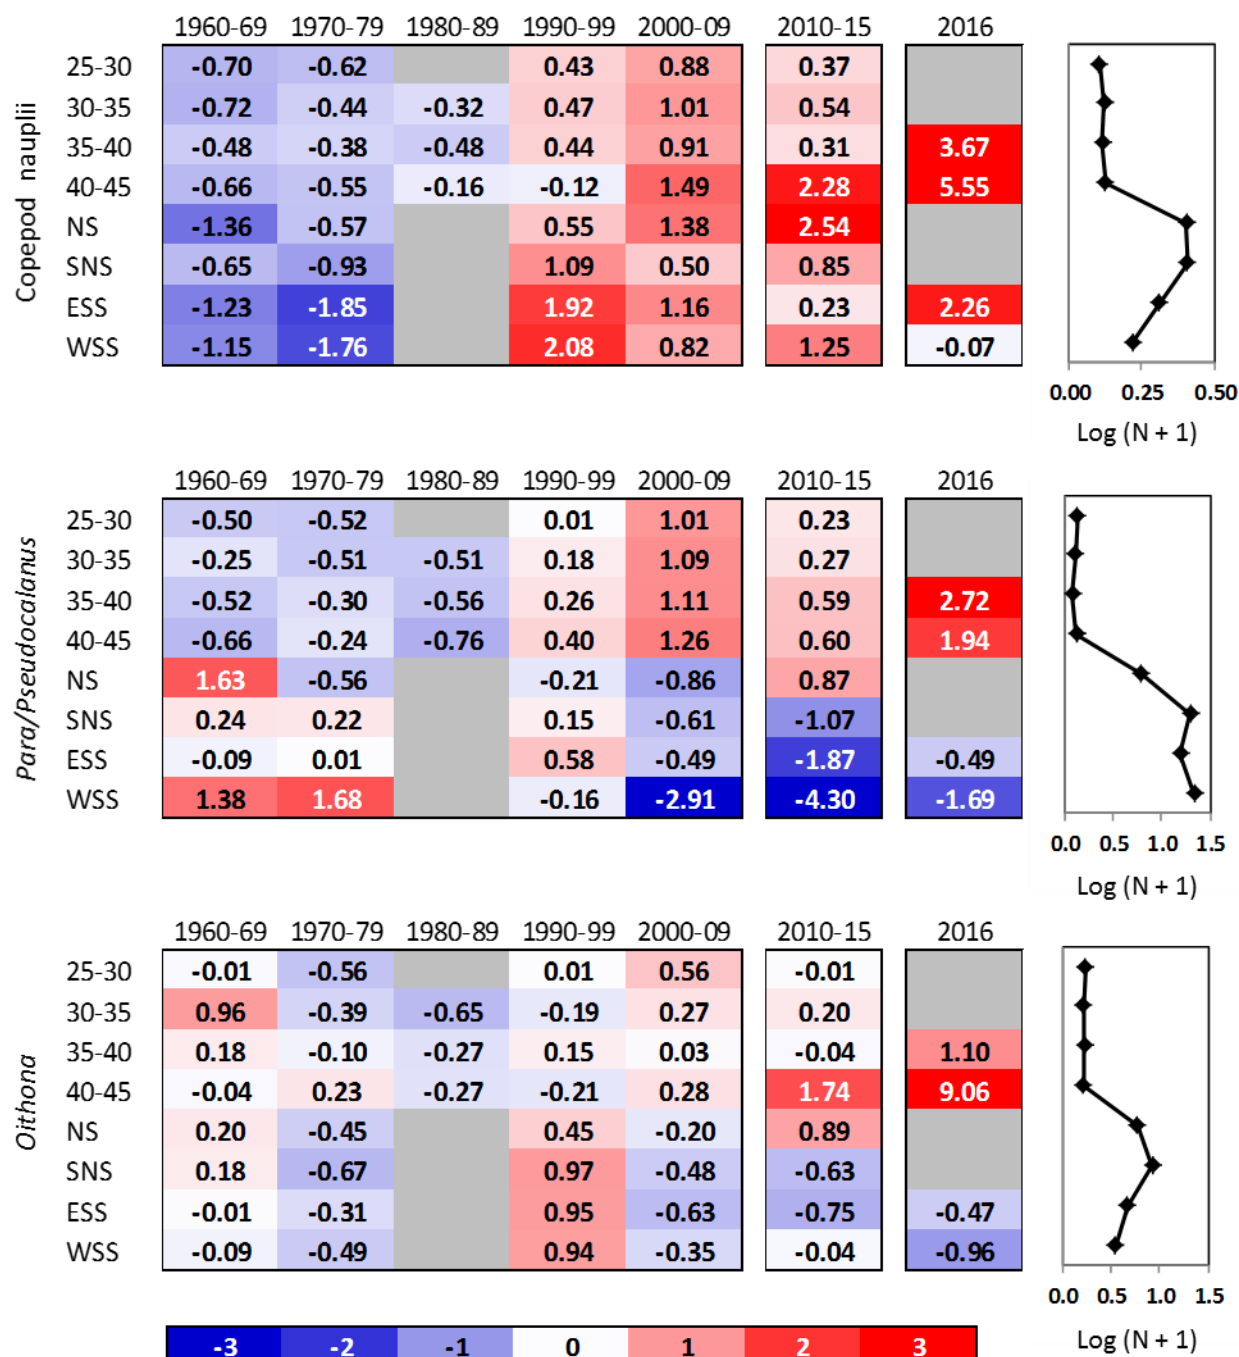 1960-69 1970-79 1980-89 1990-99 2000-09 2010-15 2016
Copepod nauplii
25-30 -0.70 -0.62 0.43 0.88 0.37
30-35 -0.72 -0.44 -0.32 0.47 1.01 0.54
35-40 -0.48 -0.38 -0.48 0.44 0.91 0.31 3.67
40-45 -0.66 -0.55 -0.16 -0.12 1.49 2.28 5.55
NS -1.36 -0.57 0.55 1.38 2.54
SNS -0.65 -0.93 1.09 0.50 0.85
ESS -1.23 -1.85 1.92 1.16 0.23 2.26
WSS -1.15 -1.76 2.08 0.82 1.25 -0.07
0.00 0.25 0.50
Log (N + 1)
1960-69 1970-79 1980-89 1990-99 2000-09 2010-15 2016
Para/Pseudocalanus
25-30 -0.50 -0.52 0.01 1.01 0.23
30-35 -0.25 -0.51 -0.51 0.18 1.09 0.27
35-40 -0.52 -0.30 -0.56 0.26 1.11 0.59 2.72
40-45 -0.66 -0.24 -0.76 0.40 1.26 0.60 1.94
NS 1.63 -0.56 -0.21 -0.86 0.87
SNS 0.24 0.22 0.15 -0.61 -1.07
ESS -0.09 0.01 0.58 -0.49 -1.87 -0.49
WSS 1.38 1.68 -0.16 -2.91 -4.30 -1.69
0.0 0.5 1.0 1.5
Log (N + 1)
1960-69 1970-79 1980-89 1990-99 2000-09 2010-15 2016
Oithona
25-30 -0.01 -0.56 0.01 0.56 -0.01
30-35 0.96 -0.39 -0.65 -0.19 0.27 0.20
35-40 0.18 -0.10 -0.27 0.15 0.03 -0.04 1.10
40-45 -0.04 0.23 -0.27 -0.21 0.28 1.74 9.06
NS 0.20 -0.45 0.45 -0.20 0.89
SNS 0.18 -0.67 0.97 -0.48 -0.63
ESS -0.01 -0.31 0.95 -0.63 -0.75 -0.47
WSS -0.09 -0.49 0.94 -0.35 -0.04 -0.96
0.0 0.5 1.0 1.5
Log (N + 1)
-3 -2 -1 0 1 2 3